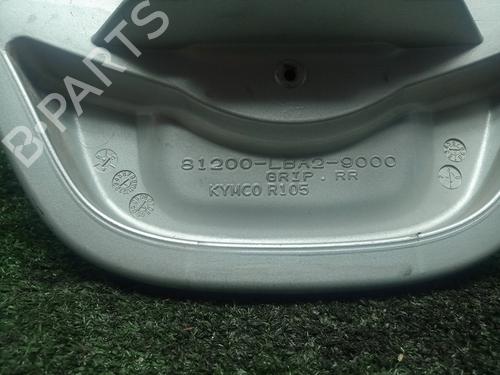 B-PARTS
81200-LBA2-9000
GRIP . RR
KYMCO R105